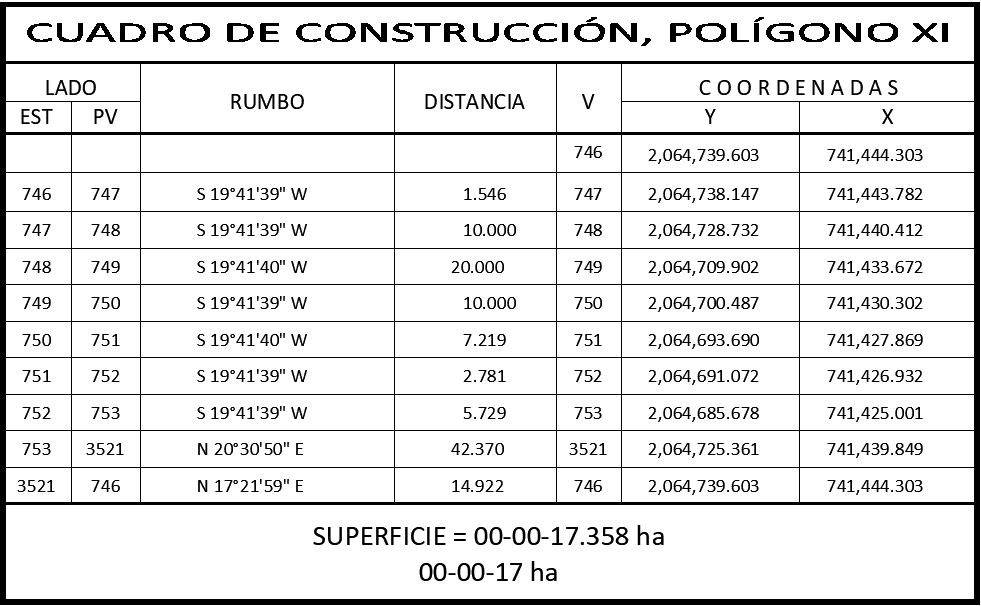 CUADRO DE CONSTRUCCIÓN, POLÍGONO XI
LADO RUMBO DISTANCIA V C O O R D E N A D A S
EST PV Y X
746 2,064,739.603 741,444.303
746 747 S 19°41'39" W 1.546 747 2,064,738.147 741,443.782
747 748 S 19°41'39" W 10.000 748 2,064,728.732 741,440.412
748 749 S 19°41'40" W 20.000 749 2,064,709.902 741,433.672
749 750 S 19°41'39" W 10.000 750 2,064,700.487 741,430.302
750 751 S 19°41'40" W 7.219 751 2,064,693.690 741,427.869
751 752 S 19°41'39" W 2.781 752 2,064,691.072 741,426.932
752 753 S 19°41'39" W 5.729 753 2,064,685.678 741,425.001
753 3521 N 20°30'50" E 42.370 3521 2,064,725.361 741,439.849
3521 746 N 17°21'59" E 14.922 746 2,064,739.603 741,444.303
SUPERFICIE = 00-00-17.358 ha
00-00-17 ha